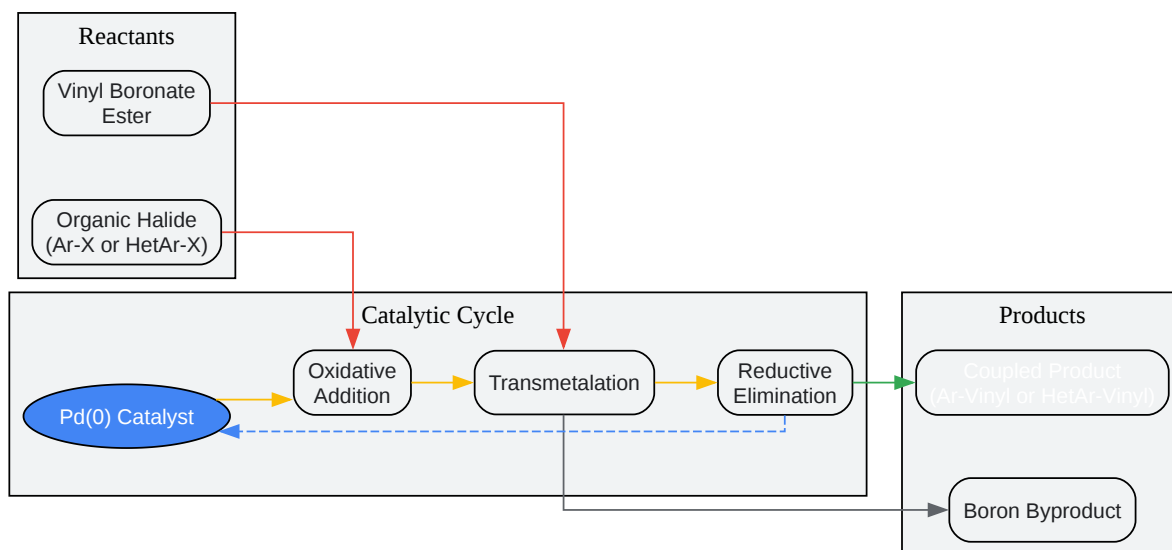 Reactants
Vinyl Boronate
Ester
Organic Halide
(Ar-X or HetAr-X)
Catalytic Cycle
Pd(0) Catalyst
Oxidative
Addition
Transmetalation
Reductive
Elimination
Products
Coupled Product
(Ar-Vinyl or HetAr-Vinyl)
Boron Byproduct